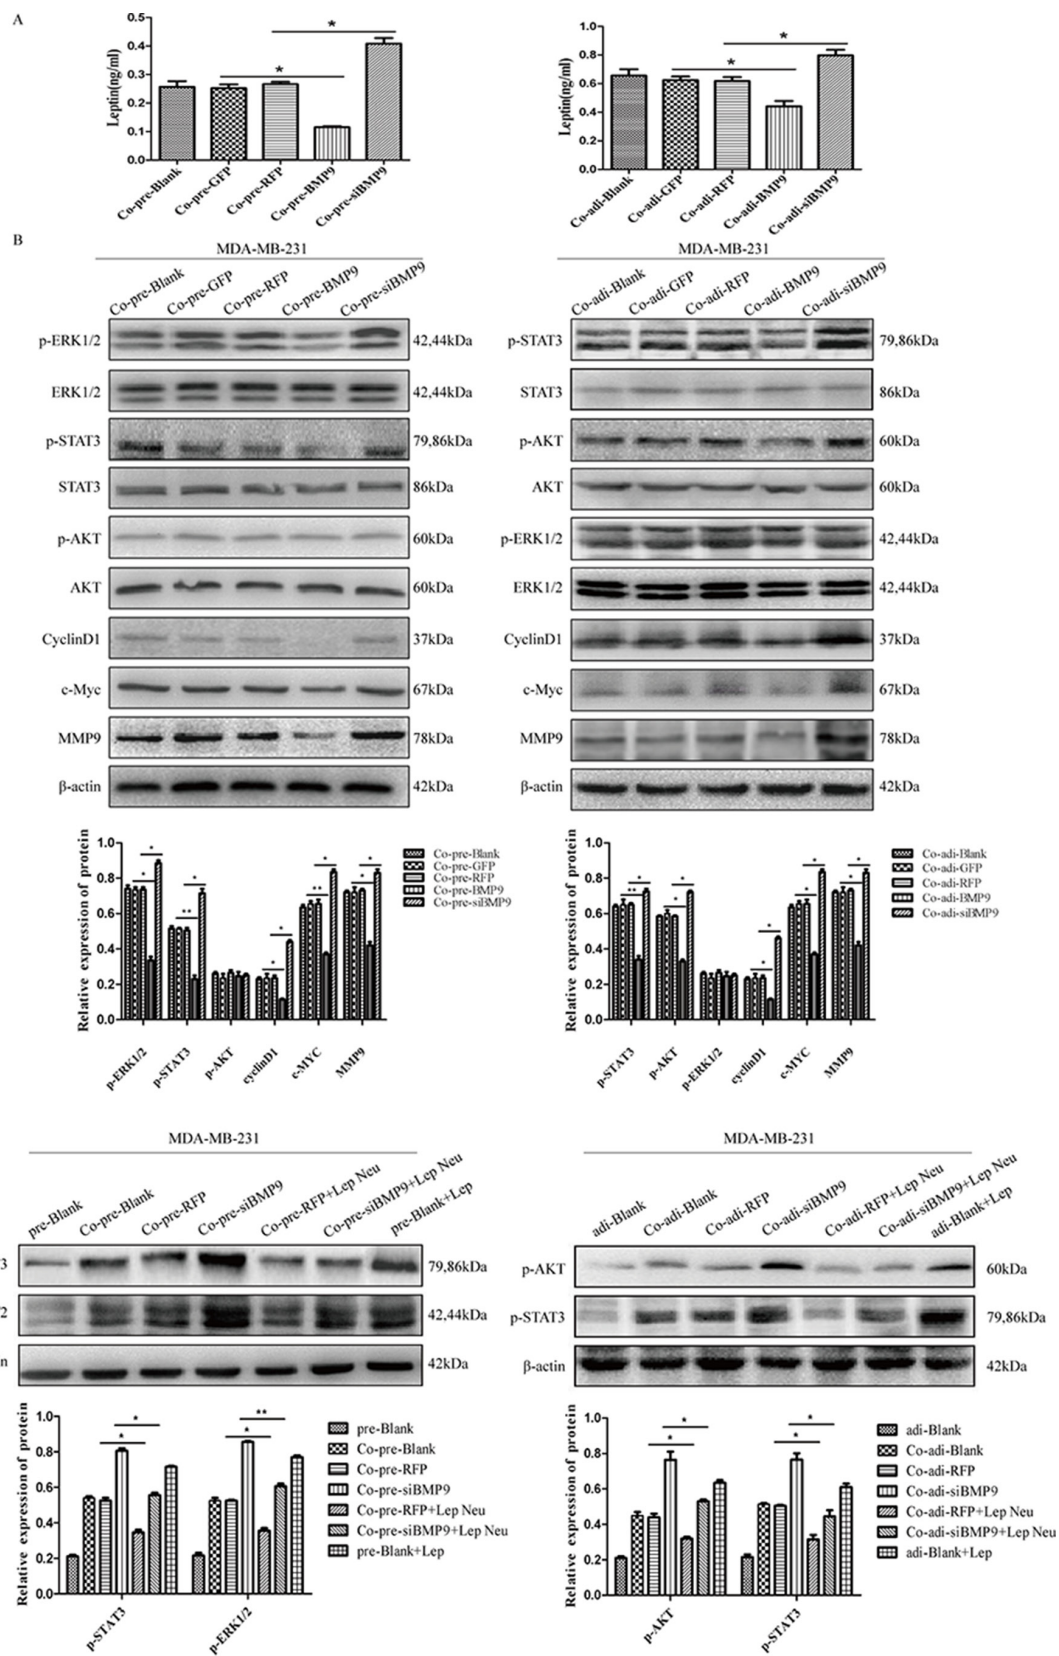 A
Leptin(ng/ml)
0.5
0.4
0.3
0.2
0.1
0.0
*
*
Co-pre-Blank
Co-pre-GFP
Co-pre-RFP
Co-pre-BMP9
Co-pre-siBMP9
Leptin(ng/ml)
1.0
0.8
0.6
0.4
0.2
0.0
*
*
Co-adi-Blank
Co-adi-GFP
Co-adi-RFP
Co-adi-BMP9
Co-adi-siBMP9
B
MDA-MB-231
Co-pre-Blank
Co-pre-GFP
Co-pre-RFP
Co-pre-BMP9
Co-pre-siBMP9
p-ERK1/2 42,44kDa
ERK1/2 42,44kDa
p-STAT3 79,86kDa
STAT3 86kDa
p-AKT 60kDa
AKT 60kDa
CyclinD1 37kDa
c-Myc 67kDa
MMP9 78kDa
β-actin 42kDa
MDA-MB-231
Co-adi-Blank
Co-adi-GFP
Co-adi-RFP
Co-adi-BMP9
Co-adi-siBMP9
p-STAT3 79,86kDa
STAT3 86kDa
p-AKT 60kDa
AKT 60kDa
p-ERK1/2 42,44kDa
ERK1/2 42,44kDa
CyclinD1 37kDa
c-Myc 67kDa
MMP9 78kDa
β-actin 42kDa
Relative expression of protein
1.0
0.8
0.6
0.4
0.2
0.0
* * * ** * * * ** * *
p-ERK1/2
p-STAT3
p-AKT
cyclinD1
c-MYC
MMP9
Co-pre-Blank
Co-pre-GFP
Co-pre-RFP
Co-pre-BMP9
Co-pre-siBMP9
Relative expression of protein
1.0
0.8
0.6
0.4
0.2
0.0
* ** * * * * * * * *
p-STAT3
p-AKT
p-ERK1/2
cyclinD1
c-MYC
MMP9
Co-adi-Blank
Co-adi-GFP
Co-adi-RFP
Co-adi-BMP9
Co-adi-siBMP9
MDA-MB-231
pre-Blank
Co-pre-Blank
Co-pre-RFP
Co-pre-siBMP9
Co-pre-RFP+Lep Neu
Co-pre-siBMP9+Lep Neu
pre-Blank+Lep
3 79,86kDa
2 42,44kDa
n 42kDa
MDA-MB-231
adi-Blank
Co-adi-Blank
Co-adi-RFP
Co-adi-siBMP9
Co-adi-RFP+Lep Neu
Co-adi-siBMP9+Lep Neu
adi-Blank+Lep
p-AKT 60kDa
p-STAT3 79,86kDa
β-actin 42kDa
Relative expression of protein
1.0
0.8
0.6
0.4
0.2
0.0
* * ** *
p-STAT3
p-ERK1/2
pre-Blank
Co-pre-Blank
Co-pre-RFP
Co-pre-siBMP9
Co-pre-RFP+Lep Neu
Co-pre-siBMP9+Lep Neu
pre-Blank+Lep
Relative expression of protein
1.0
0.8
0.6
0.4
0.2
0.0
* * * *
p-AKT
p-STAT3
adi-Blank
Co-adi-Blank
Co-adi-RFP
Co-adi-siBMP9
Co-adi-RFP+Lep Neu
Co-adi-siBMP9+Lep Neu
adi-Blank+Lep